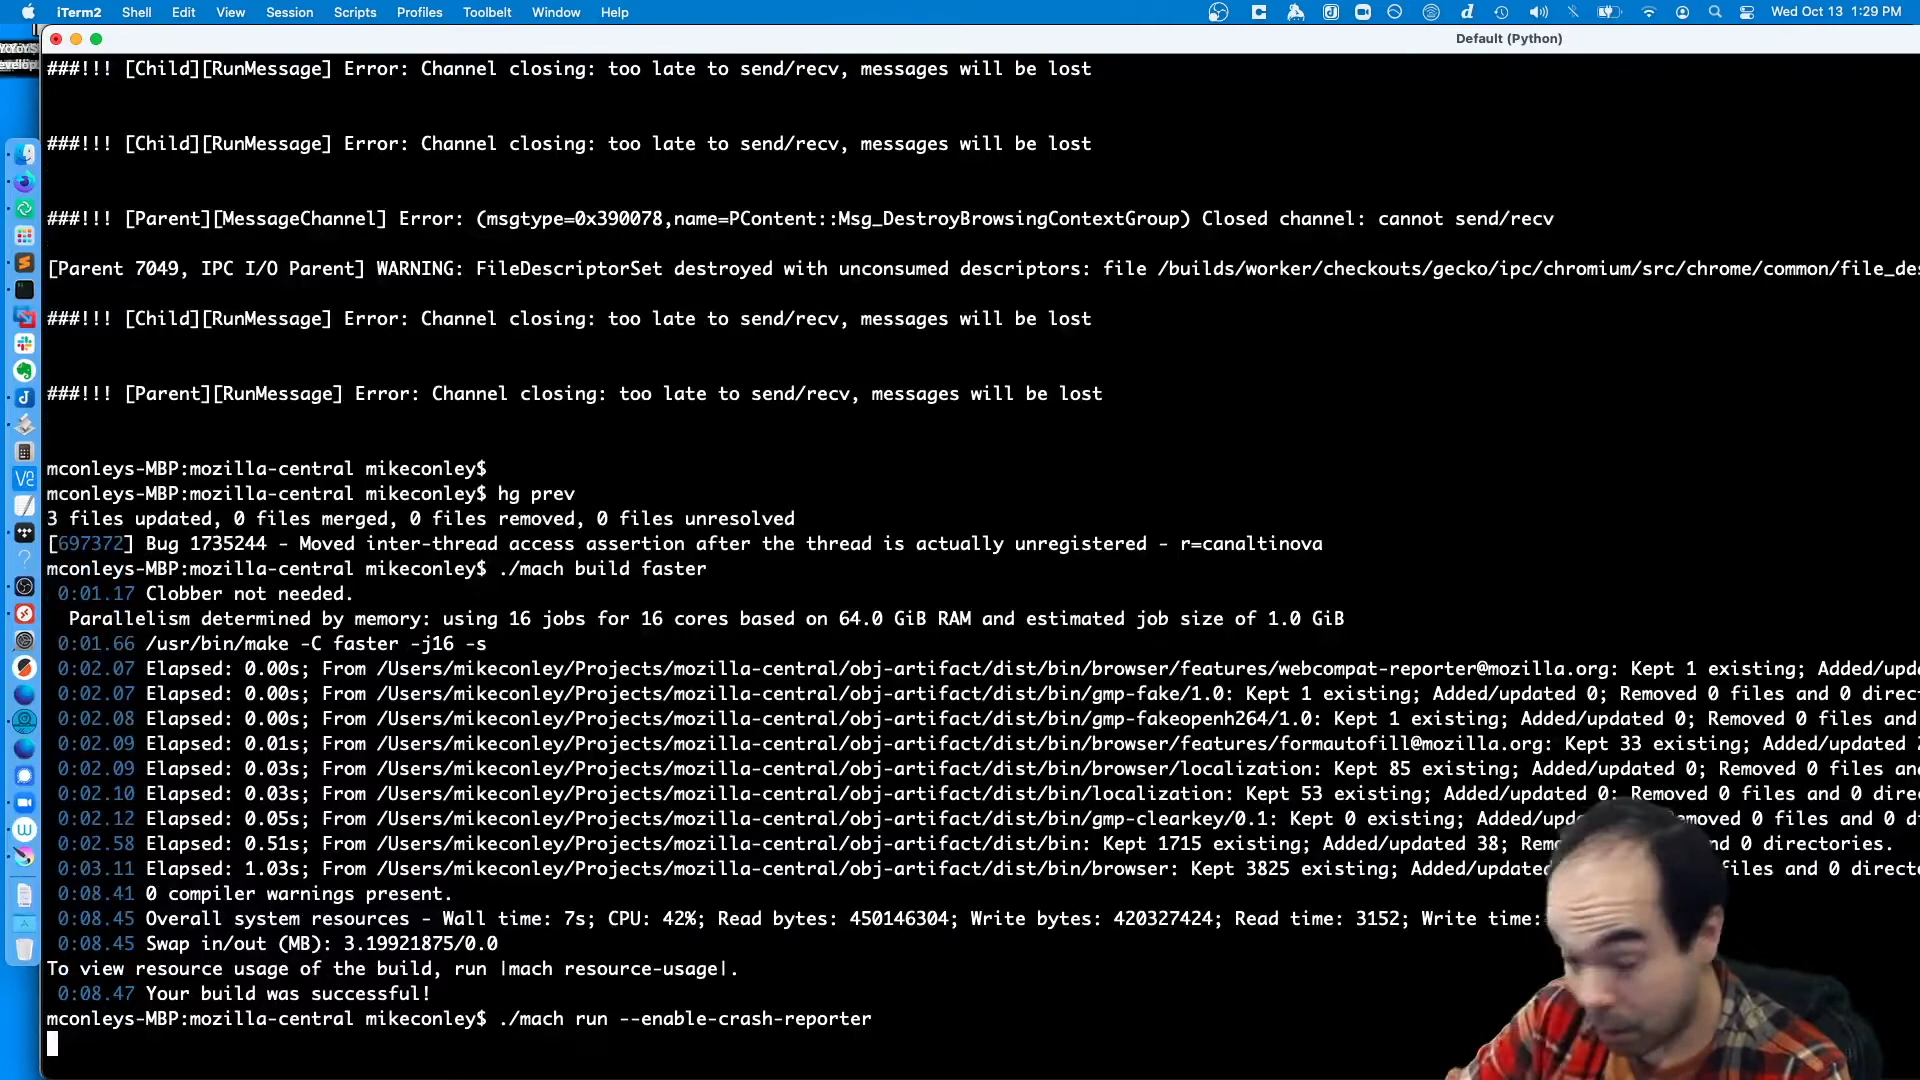 iTerm2 Shell Edit View Session Scripts Profiles Toolbelt Window Help Wed Oct 13 1:29 PM
Default (Python)
###!!! [Child][RunMessage] Error: Channel closing: too late to send/recv, messages will be lost
###!!! [Child][RunMessage] Error: Channel closing: too late to send/recv, messages will be lost
###!!! [Parent][MessageChannel] Error: (msgtype=0x390078,name=PContent::Msg_DestroyBrowsingContextGroup) Closed channel: cannot send/recv
[Parent 7049, IPC I/O Parent] WARNING: FileDescriptorSet destroyed with unconsumed descriptors: file /builds/worker/checkouts/gecko/ipc/chromium/src/chrome/common/file_de
###!!! [Child][RunMessage] Error: Channel closing: too late to send/recv, messages will be lost
###!!! [Parent][RunMessage] Error: Channel closing: too late to send/recv, messages will be lost
mconleys-MBP:mozilla-central mikeconley$
mconleys-MBP:mozilla-central mikeconley$ hg prev
3 files updated, 0 files merged, 0 files removed, 0 files unresolved
[697372] Bug 1735244 - Moved inter-thread access assertion after the thread is actually unregistered - r=canaltinova
mconleys-MBP:mozilla-central mikeconley$ ./mach build faster
0:01.17 Clobber not needed.
Parallelism determined by memory: using 16 jobs for 16 cores based on 64.0 GiB RAM and estimated job size of 1.0 GiB
0:01.66 /usr/bin/make -C faster -j16 -s
0:02.07 Elapsed: 0.00s; From /Users/mikeconley/Projects/mozilla-central/obj-artifact/dist/bin/browser/features/webcompat-reporter@mozilla.org: Kept 1 existing; Added/upd
0:02.07 Elapsed: 0.00s; From /Users/mikeconley/Projects/mozilla-central/obj-artifact/dist/bin/gmp-fake/1.0: Kept 1 existing; Added/updated 0; Removed 0 files and 0 direc
0:02.08 Elapsed: 0.00s; From /Users/mikeconley/Projects/mozilla-central/obj-artifact/dist/bin/gmp-fakeopenh264/1.0: Kept 1 existing; Added/updated 0; Removed 0 files and
0:02.09 Elapsed: 0.01s; From /Users/mikeconley/Projects/mozilla-central/obj-artifact/dist/bin/browser/features/formautofill@mozilla.org: Kept 33 existing; Added/updated
0:02.09 Elapsed: 0.03s; From /Users/mikeconley/Projects/mozilla-central/obj-artifact/dist/bin/browser/localization: Kept 85 existing; Added/updated 0; Removed 0 files an
0:02.10 Elapsed: 0.03s; From /Users/mikeconley/Projects/mozilla-central/obj-artifact/dist/bin/localization: Kept 53 existing; Added/updated 0; Removed 0 files and 0 dire
0:02.12 Elapsed: 0.05s; From /Users/mikeconley/Projects/mozilla-central/obj-artifact/dist/bin/gmp-clearkey/0.1: Kept 0 existing; Added/up moved 0 files and 0 d
0:02.58 Elapsed: 0.51s; From /Users/mikeconley/Projects/mozilla-central/obj-artifact/dist/bin: Kept 1715 existing; Added/updated 38; Rem nd 0 directories.
0:03.11 Elapsed: 1.03s; From /Users/mikeconley/Projects/mozilla-central/obj-artifact/dist/bin/browser: Kept 3825 existing; Added/updated files and 0 direct
0:08.41 0 compiler warnings present.
0:08.45 Overall system resources - Wall time: 7s; CPU: 42%; Read bytes: 450146304; Write bytes: 420327424; Read time: 3152; Write time:
0:08.45 Swap in/out (MB): 3.19921875/0.0
To view resource usage of the build, run |mach resource-usage|.
0:08.47 Your build was successful!
mconleys-MBP:mozilla-central mikeconley$ ./mach run --enable-crash-reporter